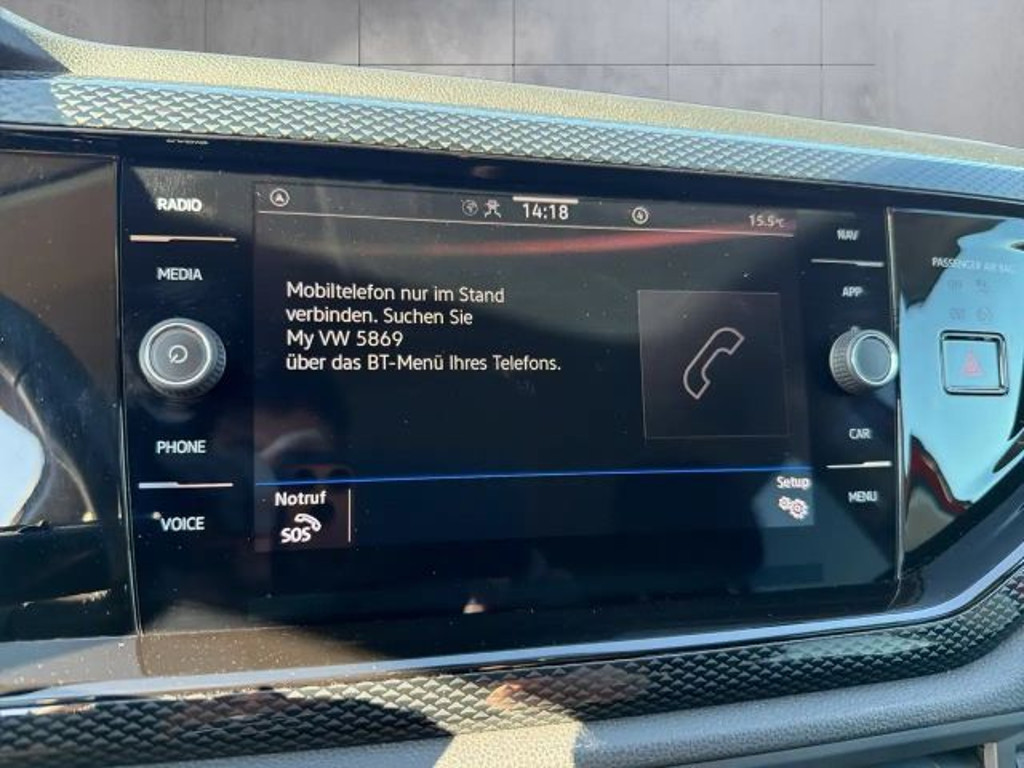 RADIO
MEDIA
PHONE
VOICE
14:18
4
15.5°C
Mobiltelefon nur im Stand
verbinden. Suchen Sie
My VW 5869
über das BT-Menü Ihres Telefons.
Notruf
SOS
Setup
NAV
APP
CAR
MENU
PASSENGER AIR BAG